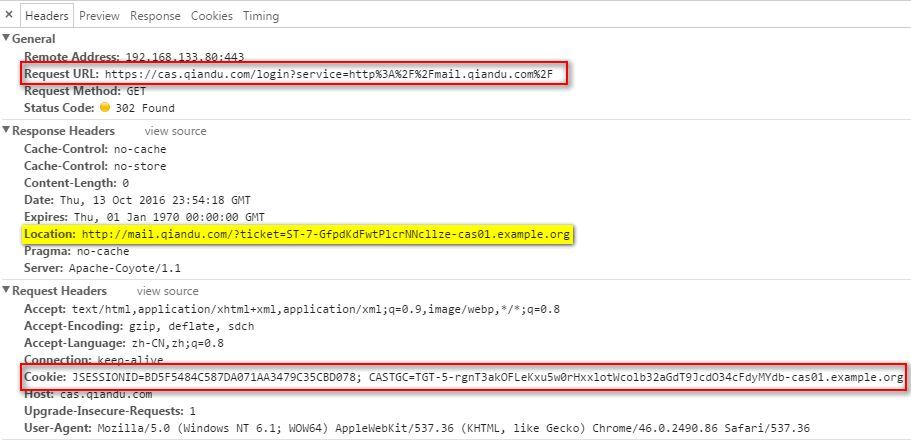 × Headers Preview Response Cookies Timing
▼ General
Remote Address: 192.168.133.80:443
Request URL: https://cas.qiandu.com/login?service=http%3A%2F%2Fmail.qiandu.com%2F
Request Method: GET
Status Code: 302 Found
▼ Response Headers view source
Cache-Control: no-cache
Cache-Control: no-store
Content-Length: 0
Date: Thu, 13 Oct 2016 23:54:18 GMT
Expires: Thu, 01 Jan 1970 00:00:00 GMT
Location: http://mail.qiandu.com/?ticket=ST-7-GfpdKdFwtPlcrNNcllze-cas01.example.org
Pragma: no-cache
Server: Apache-Coyote/1.1
▼ Request Headers view source
Accept: text/html,application/xhtml+xml,application/xml;q=0.9,image/webp,*/*;q=0.8
Accept-Encoding: gzip, deflate, sdch
Accept-Language: zh-CN,zh;q=0.8
Connection: keep-alive
Cookie: JSESSIONID=BD5F5484C587DA071AA3479C35CBD078; CASTGC=TGT-5-rgnT3akOFLeKxu5w0rHxxlotWcolb32aGdT9JcdO34cFdyMYdb-cas01.example.org
Host: cas.qiandu.com
Upgrade-Insecure-Requests: 1
User-Agent: Mozilla/5.0 (Windows NT 6.1; WOW64) AppleWebKit/537.36 (KHTML, like Gecko) Chrome/46.0.2490.86 Safari/537.36